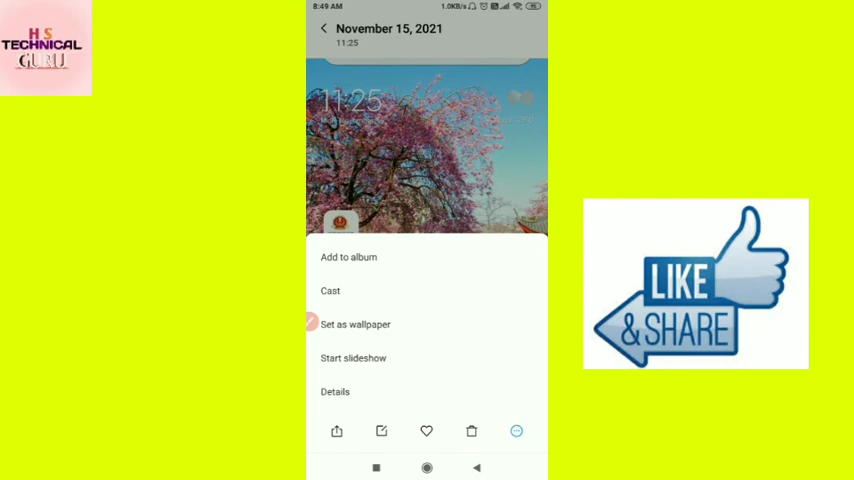 H S
TECHNICAL
GURU
8:49 AM
1.0KB/s
November 15, 2021
11:25
11:25
Add to album
Cast
Set as wallpaper
Start slideshow
Details
LIKE
& SHARE